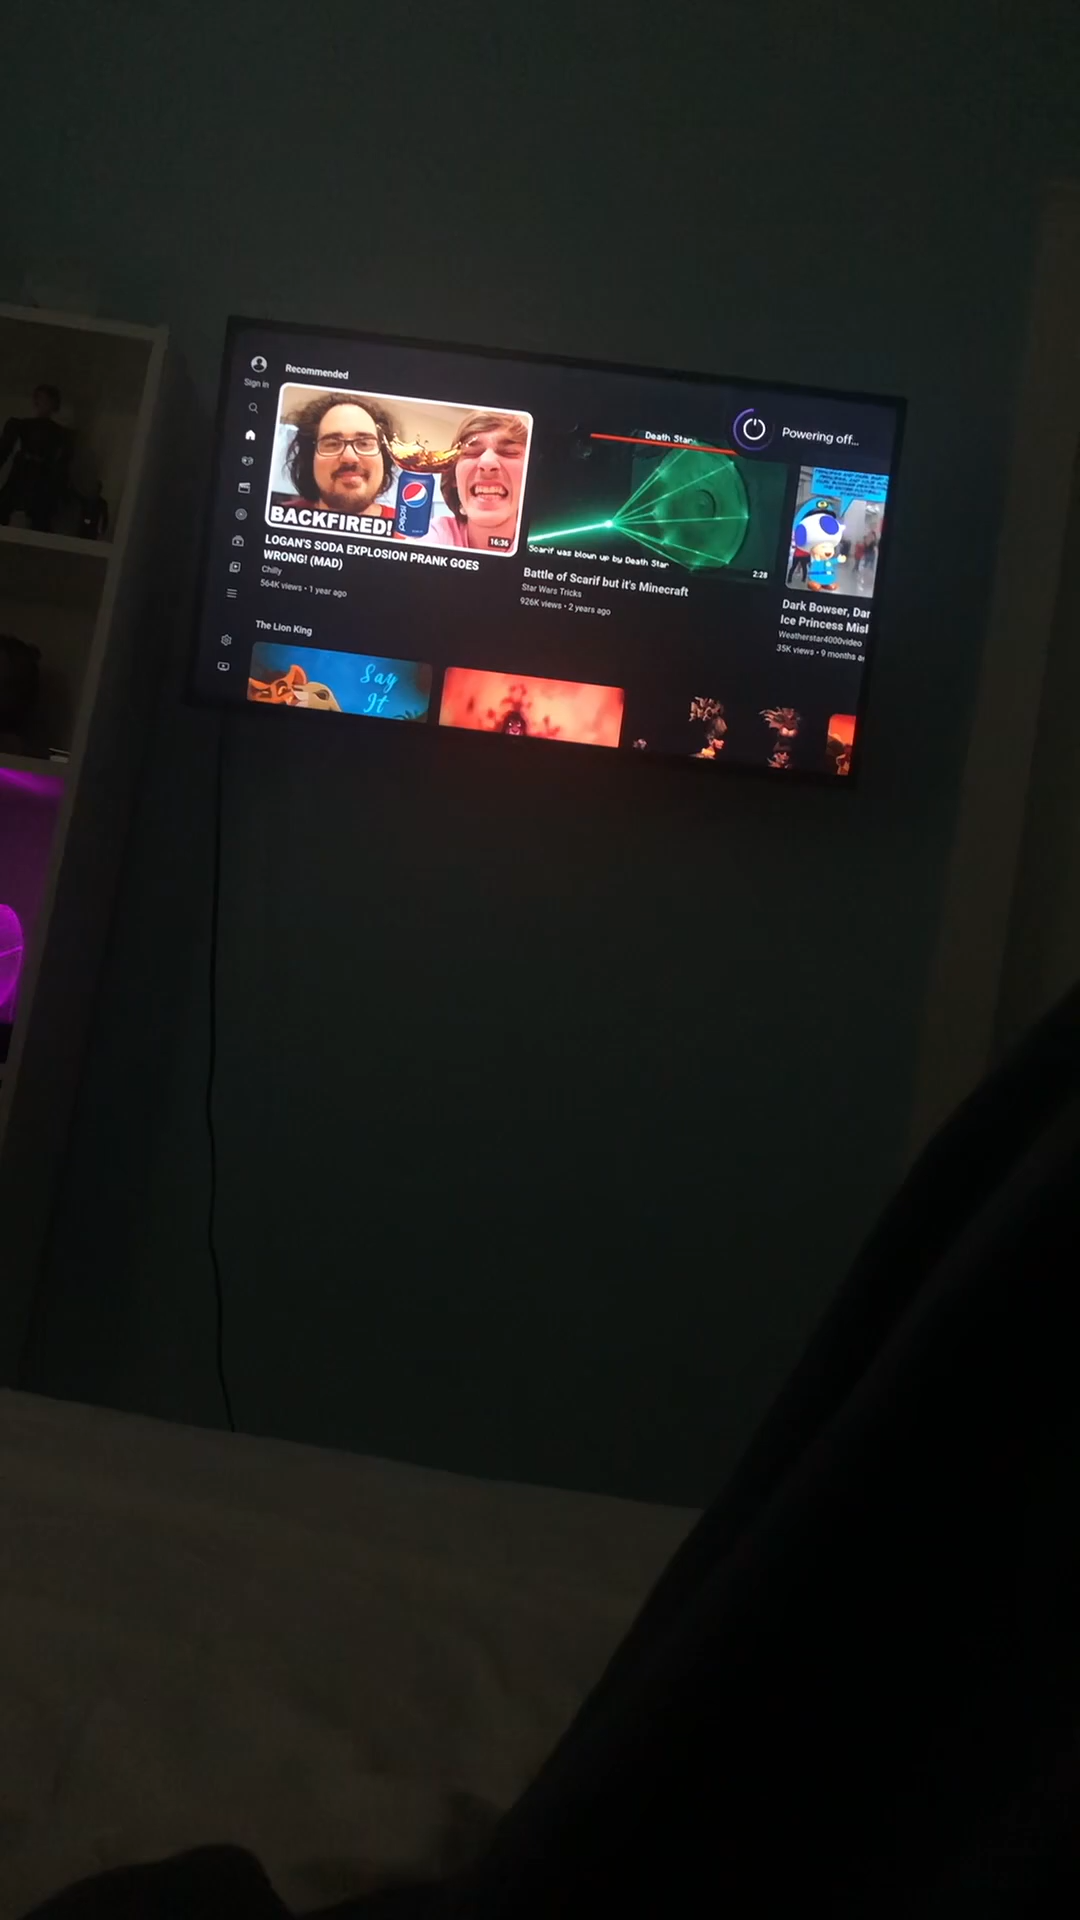 Sign in
Recommended
Powering off...
BACKFIRED!
pepsi
16:36
LOGAN'S SODA EXPLOSION PRANK GOES
WRONG! (MAD)
Chilly
564K views • 1 year ago
Death Star
Scarif was blown up by Death Star
2:28
Battle of Scarif but it's Minecraft
Star Wars Tricks
926K views • 2 years ago
Dark Bowser, Dar
Ice Princess Misl
Weatherstar4000video
35K views • 9 months a
The Lion King
Say
It